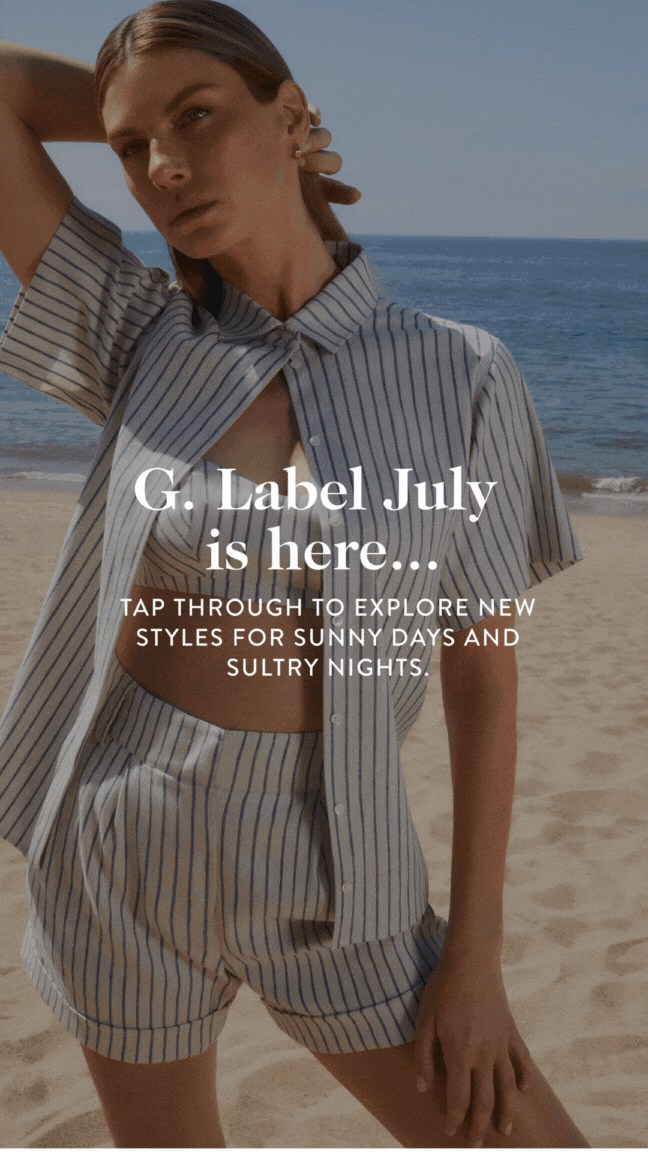 G. Label July
is here...
TAP THROUGH TO EXPLORE NEW
STYLES FOR SUNNY DAYS AND
SULTRY NIGHTS.